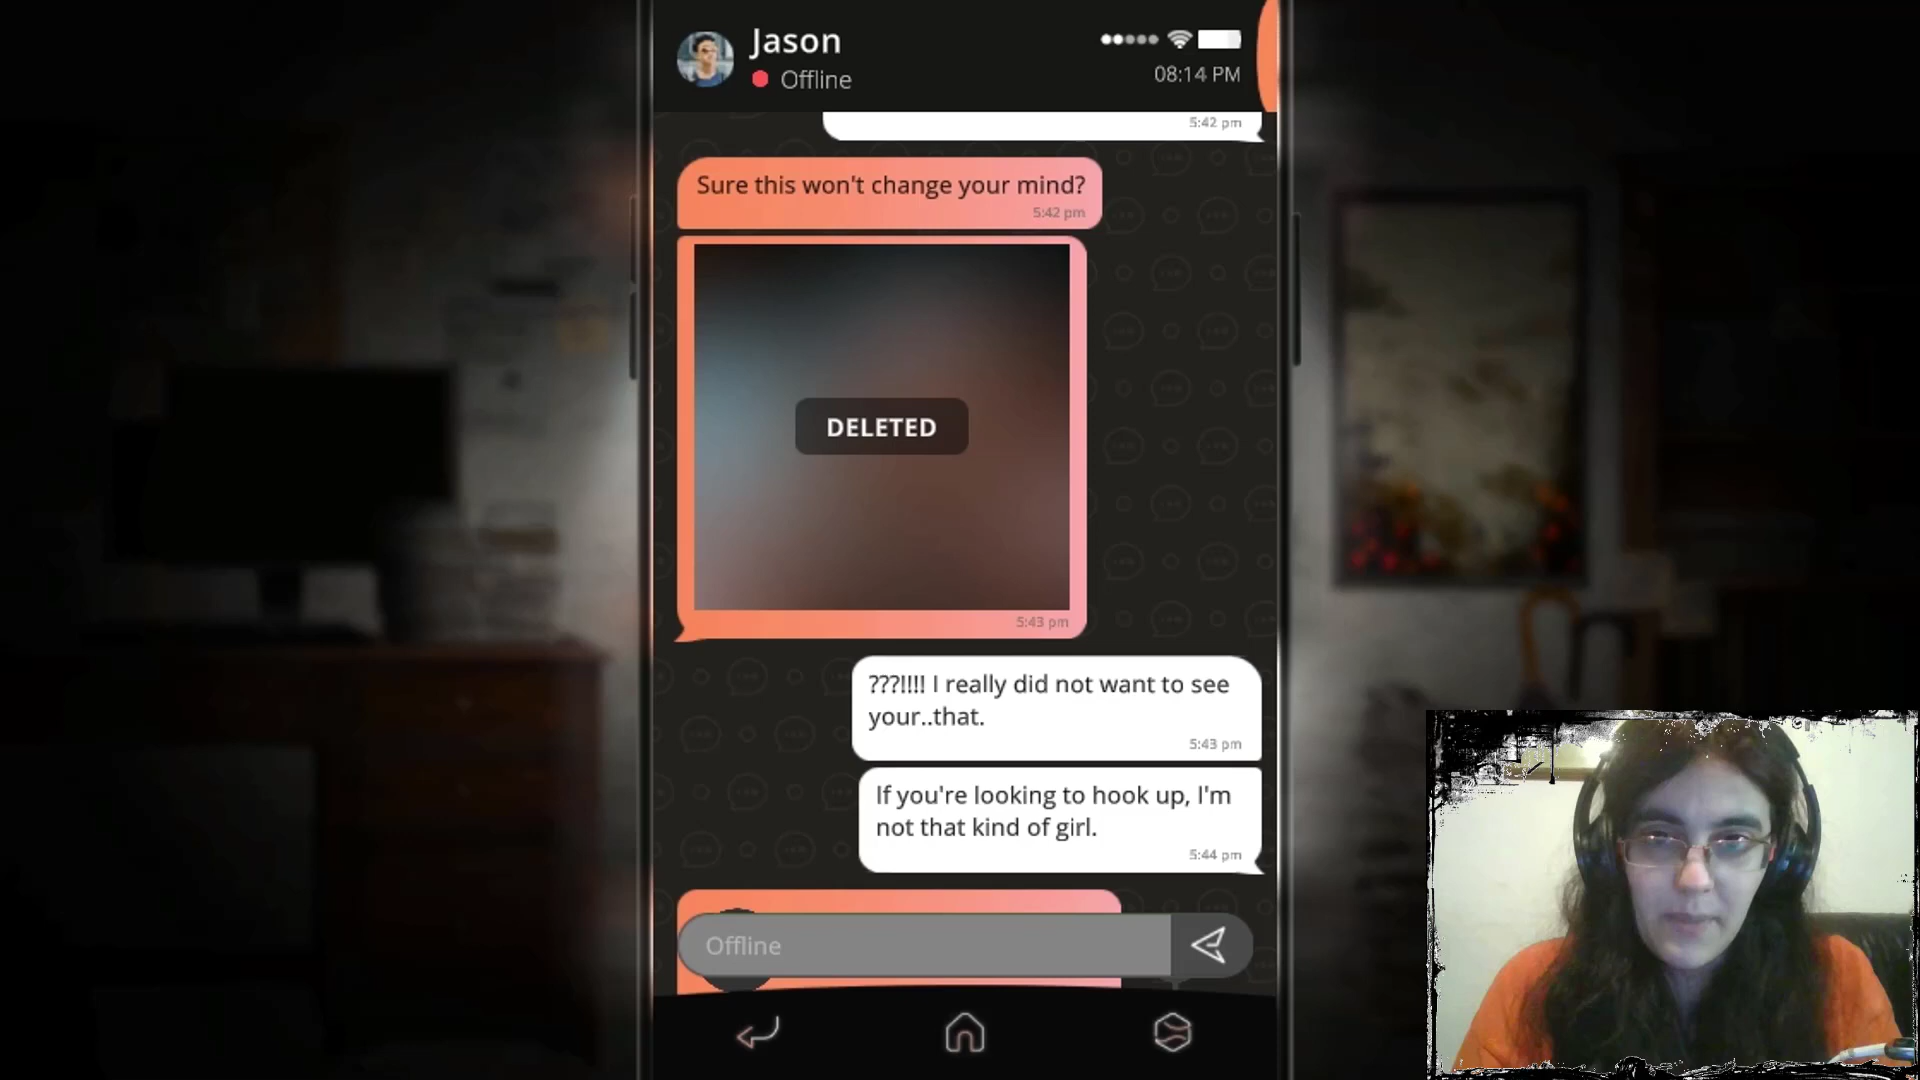 Jason
Offline
08:14 PM
5:42 pm
Sure this won't change your mind?
5:42 pm
DELETED
5:43 pm
???!!!! I really did not want to see
your..that.
5:43 pm
If you're looking to hook up, I'm
not that kind of girl.
5:44 pm
Offline